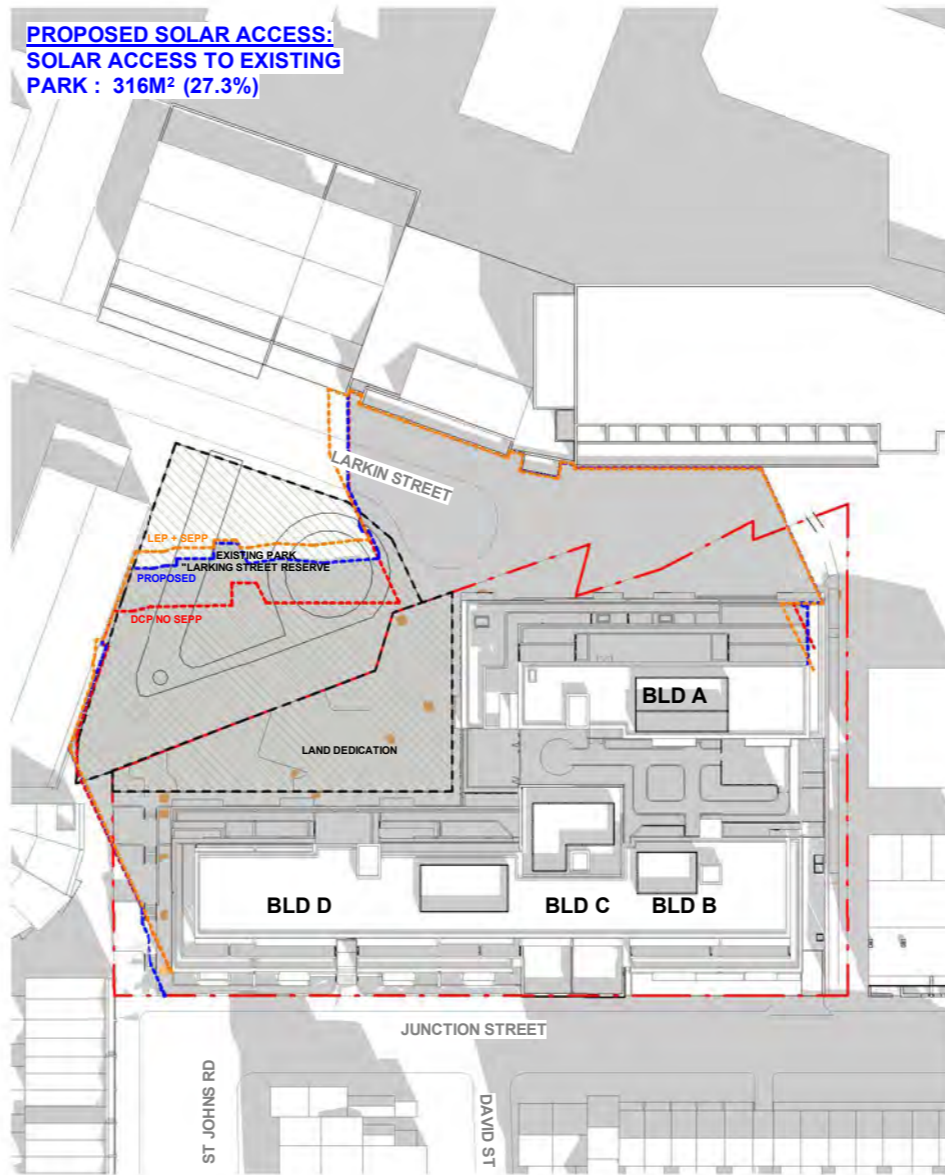 PROPOSED SOLAR ACCESS:
SOLAR ACCESS TO EXISTING
PARK : 316M² (27.3%)
LARKIN STREET
LEP + SEPP
EXISTING PARK
"LARKING STREET RESERVE
PROPOSED
DCP NO SEPP
BLD A
LAND DEDICATION
BLD D
BLD C
BLD B
JUNCTION STREET
ST JOHNS RD
DAVID ST